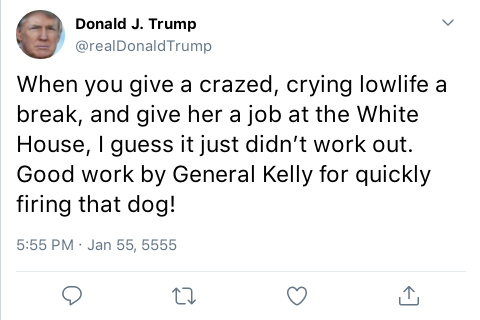 Donald J. Trump
@realDonaldTrump
When you give a crazed, crying lowlife a
break, and give her a job at the White
House, I guess it just didn’t work out.
Good work by General Kelly for quickly
firing that dog!
5:55 PM · Jan 55, 5555